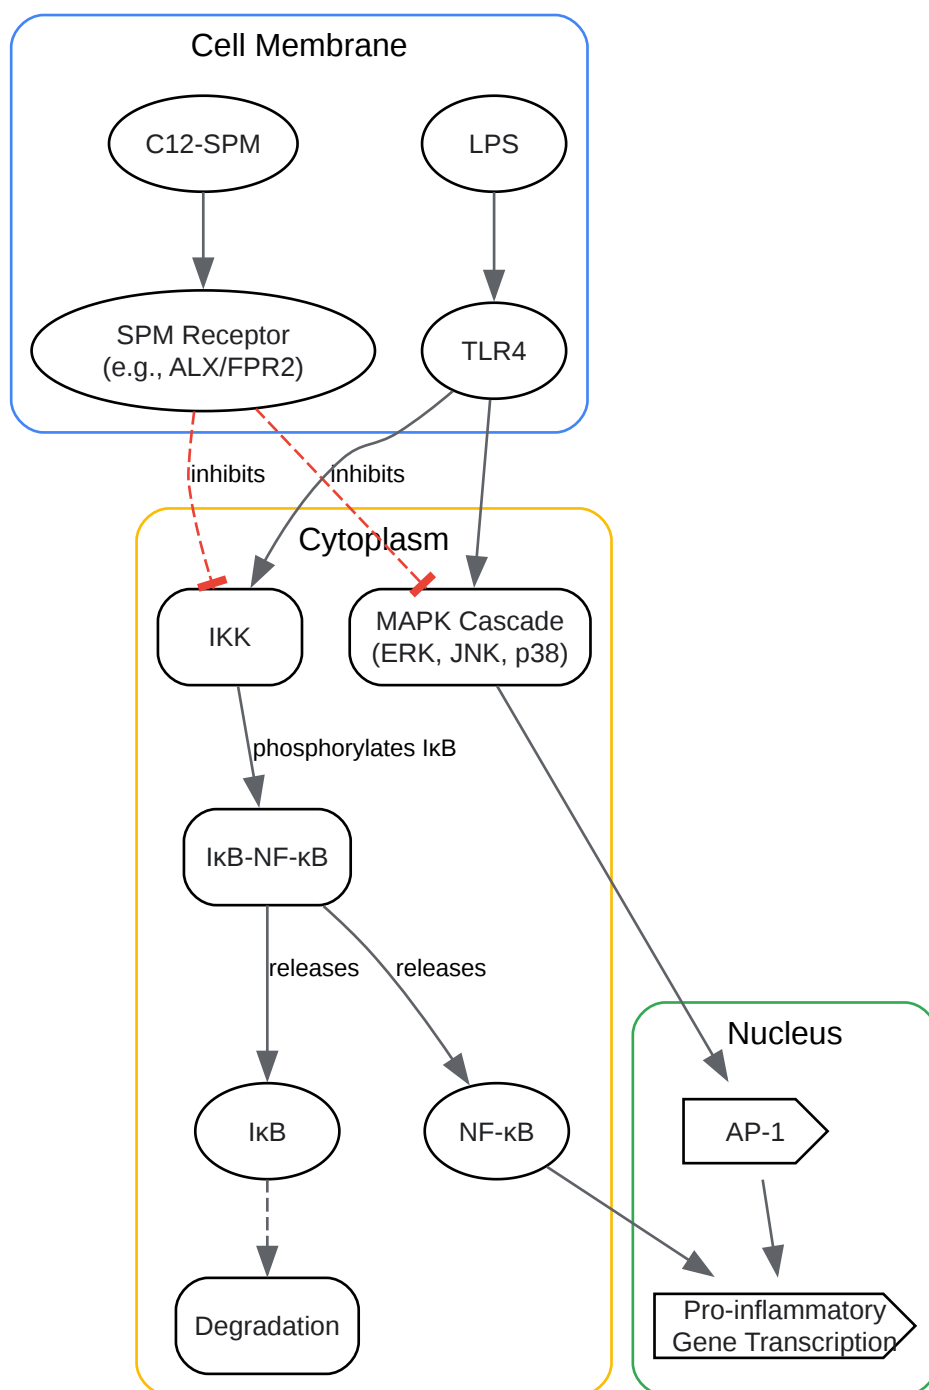 Cell Membrane
C12-SPM
LPS
SPM Receptor
(e.g., ALX/FPR2)
TLR4
inhibits
inhibits
Cytoplasm
IKK
MAPK Cascade
(ERK, JNK, p38)
phosphorylates IκB
IκB-NF-κB
releases
releases
Nucleus
IκB
NF-κB
AP-1
Degradation
Pro-inflammatory
Gene Transcription